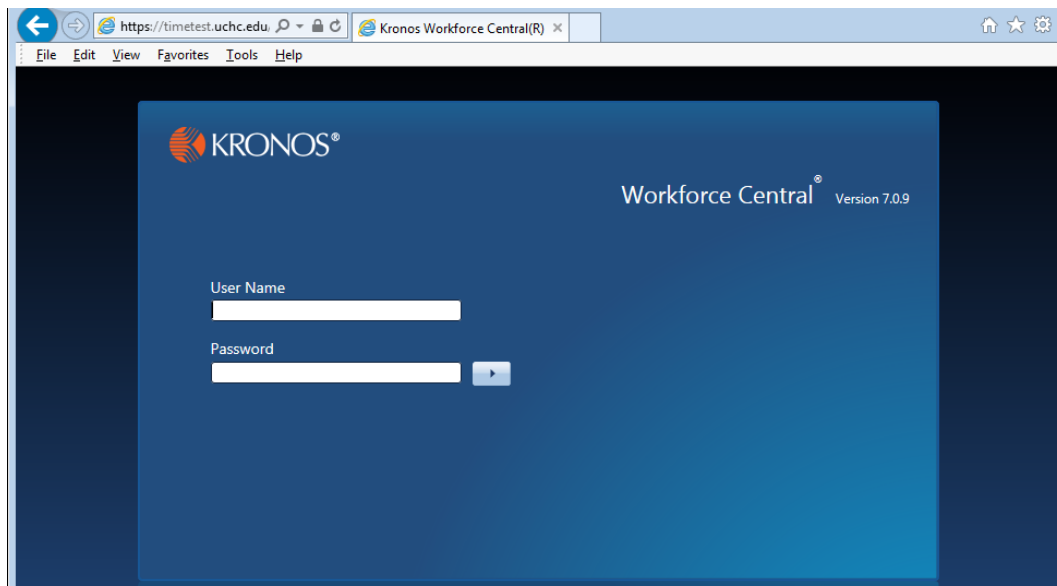 https://timetest.uchc.edu/
Kronos Workforce Central(R)
File Edit View Favorites Tools Help
KRONOS®
Workforce Central® Version 7.0.9
User Name
Password